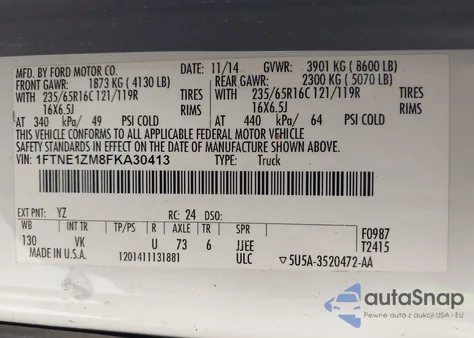 MFD. BY FORD MOTOR CO. 11/14 GVWR: 3901 KG ( 8600 LB)
FRONT GAWR: 1873 KG ( 4130 LB) REAR GAWR: 2300 KG ( 5070 LB)
WITH 235/65R16C 121/119R TIRES WITH 235/65R16C 121/119R TIRES
16X6.5J RIMS 16X6.5J RIMS
AT 340 kPa/ 49 PSI COLD AT 440 kPa/ 64 PSI COLD
THIS VEHICLE CONFORMS TO ALL APPLICABLE FEDERAL MOTOR VEHICLE
SAFETY STANDARDS IN EFFECT ON THE DATE OF MANUFACTURE SHOWN ABOVE.
VIN: 1FTNE1ZM8FKA30413 TYPE: Truck
EXT PNT: YZ RC: 24 DSO:
WB INT TR TP/PS R AXLE TR SPR F0987
130 VK U 73 6 JJEE T2415
MADE IN U.S.A. 1201411131881 ULC ▽5U5A-3520472-AA
autoSnap
Pewne auta z USA i EU